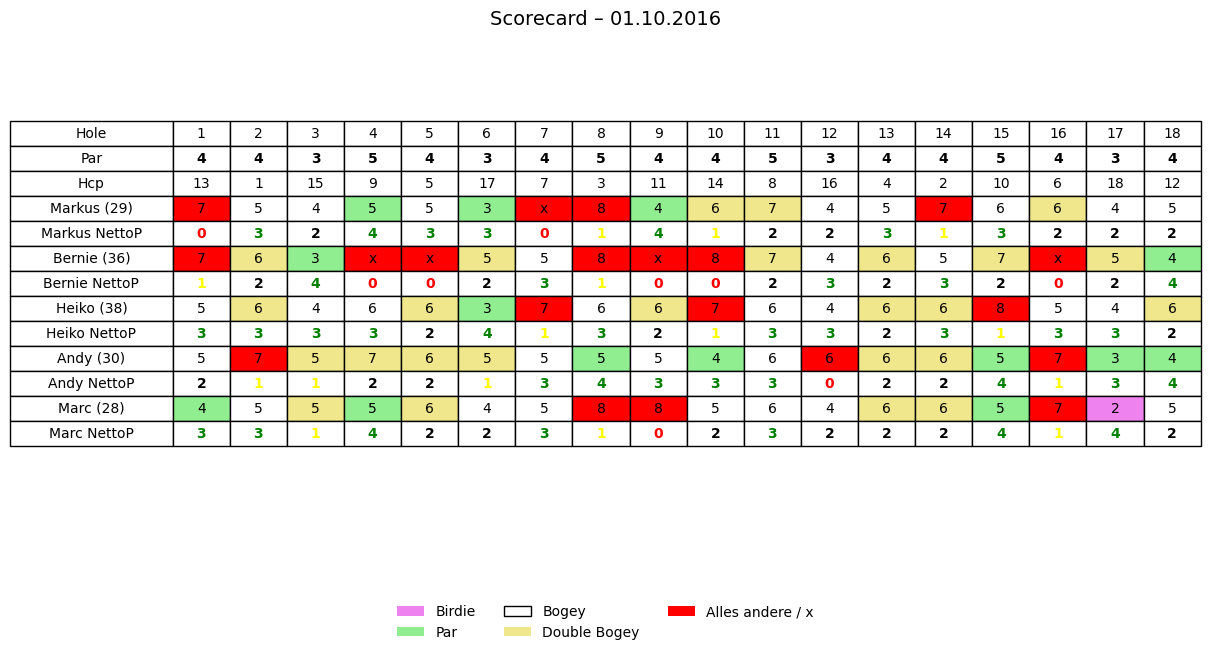 Scorecard – 01.10.2016
Hole 1 2 3 4 5 6 7 8 9 10 11 12 13 14 15 16 17 18
Par 4 4 3 5 4 3 4 5 4 4 5 3 4 4 5 4 3 4
Hcp 13 1 15 9 5 17 7 3 11 14 8 16 4 2 10 6 18 12
Markus (29) 7 5 4 5 5 3 x 8 4 6 7 4 5 7 6 6 4 5
Markus NettoP 0 3 2 4 3 3 0 1 4 1 2 2 3 1 3 2 2 2
Bernie (36) 7 6 3 x x 5 5 8 x 8 7 4 6 5 7 x 5 4
Bernie NettoP 1 2 4 0 0 2 3 1 0 0 2 3 2 3 2 0 2 4
Heiko (38) 5 6 4 6 6 3 7 6 6 7 6 4 6 6 8 5 4 6
Heiko NettoP 3 3 3 3 2 4 1 3 2 1 3 3 2 3 1 3 3 2
Andy (30) 5 7 5 7 6 5 5 5 5 4 6 6 6 6 5 7 3 4
Andy NettoP 2 1 1 2 2 1 3 4 3 3 3 0 2 2 4 1 3 4
Marc (28) 4 5 5 5 6 4 5 8 8 5 6 4 6 6 5 7 2 5
Marc NettoP 3 3 1 4 2 2 3 1 0 2 3 2 2 2 4 1 4 2
Birdie Bogey Alles andere / x
Par Double Bogey